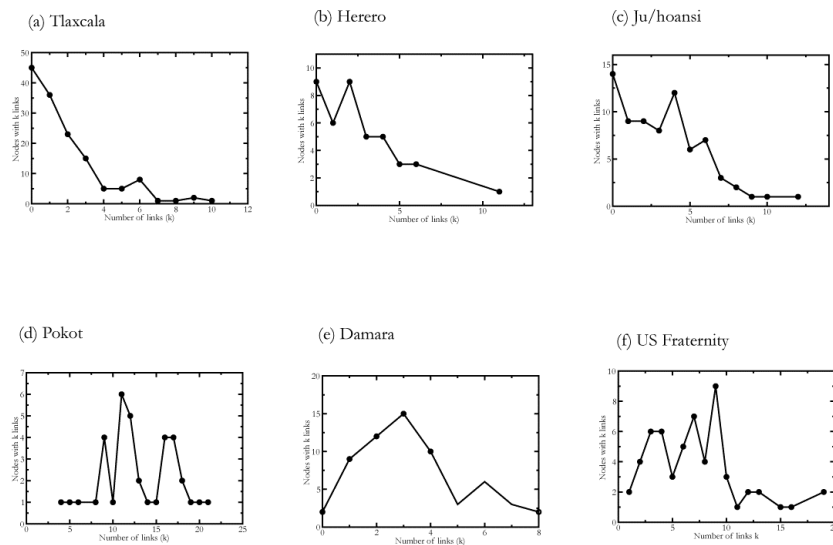 (a) Tlaxcala
Nodes with k links
50
40
30
20
10
0
0 2 4 6 8 10 12
Number of links (k)
(b) Herero
Nodes with k links
10
8
6
4
2
0
0 5 10
Number of links (k)
(c) Ju/hoansi
Nodes with k links
15
10
5
0
0 5 10
Number of links (k)
(d) Pokot
Nodes with k links
7
6
5
4
3
2
1
0
0 5 10 15 20 25
Number of links (k)
(e) Damara
Nodes with k links
20
15
10
5
0
0 2 4 6 8
Number of links (k)
(f) US Fraternity
Nodes with k links
10
8
6
4
2
0
0 5 10 15 20
Number of links k